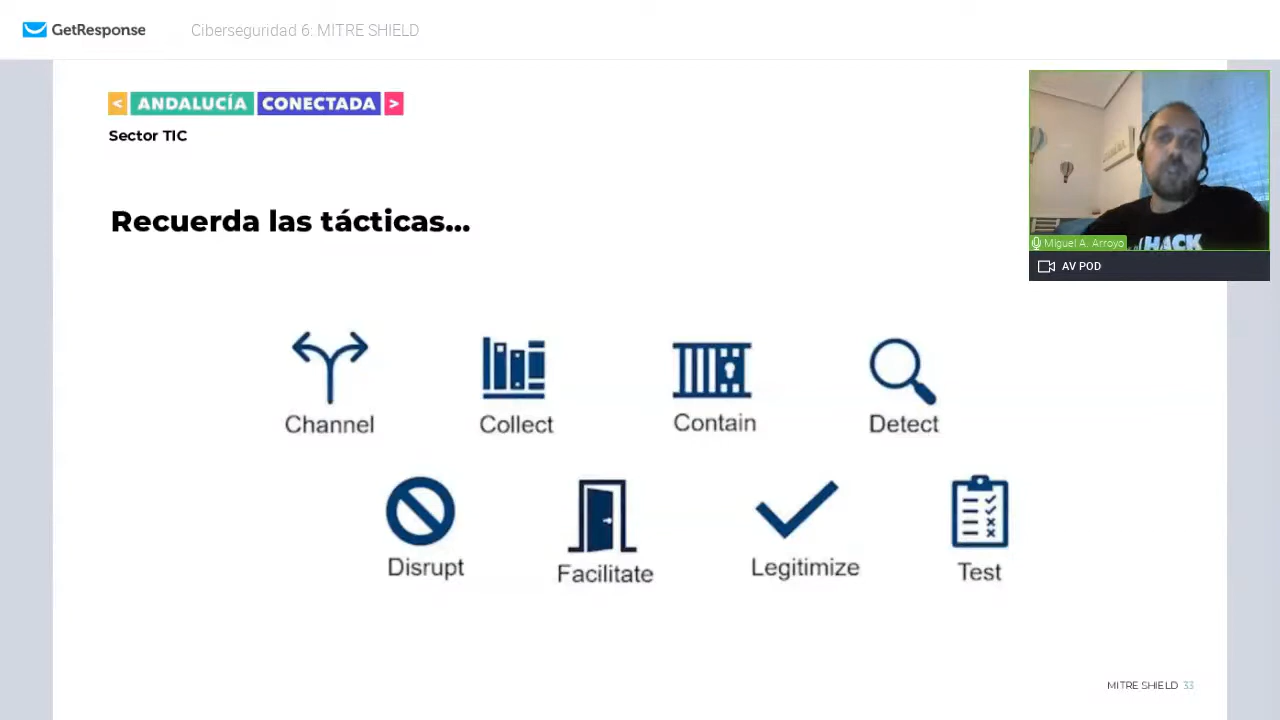 GetResponse
Ciberseguridad 6: MITRE SHIELD
< ANDALUCÍA CONECTADA >
Sector TIC
Miguel A. Arroyo
HACK
AV POD
Recuerda las tácticas...
Channel
Collect
Contain
Detect
Disrupt
Facilitate
Legitimize
Test
MITRE SHIELD 33